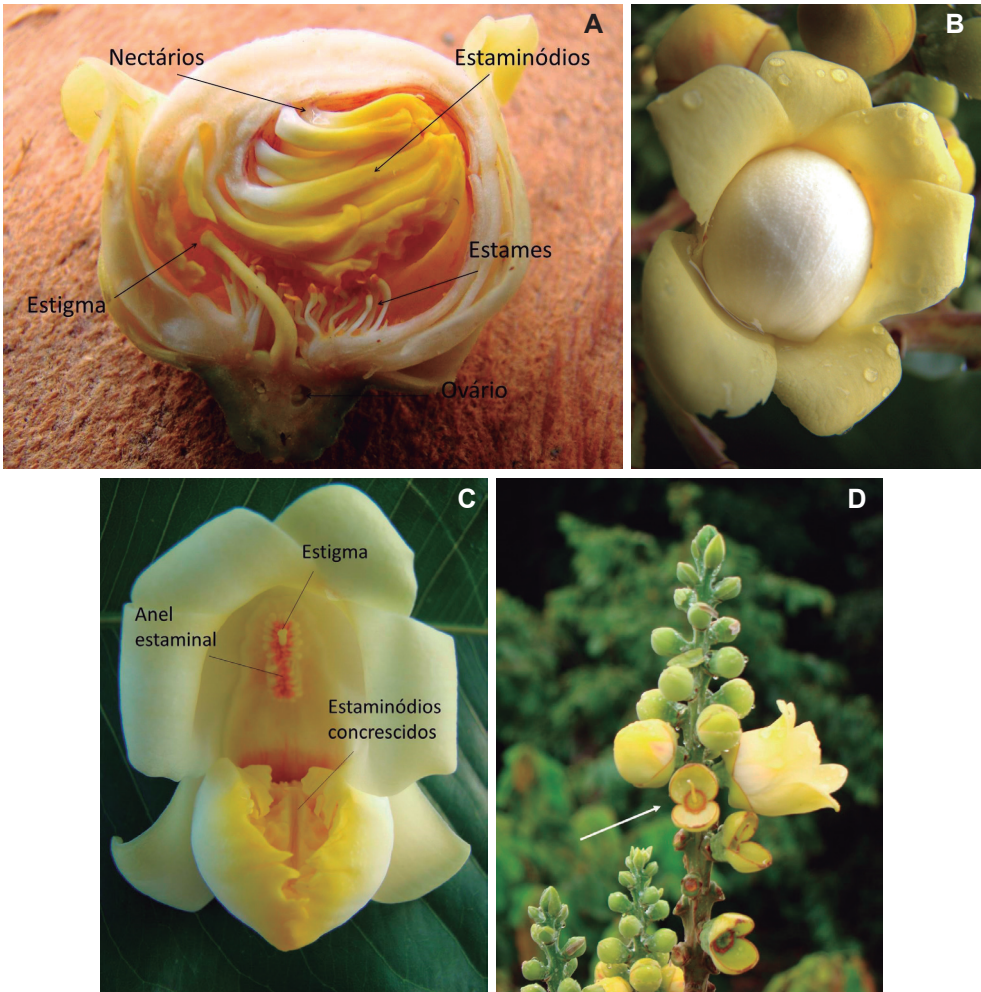 A
Nectários
Estaminódios
Estigma
Estames
Ovário
B
C
Estigma
Anel
estaminal
Estaminódios
concrescidos
D